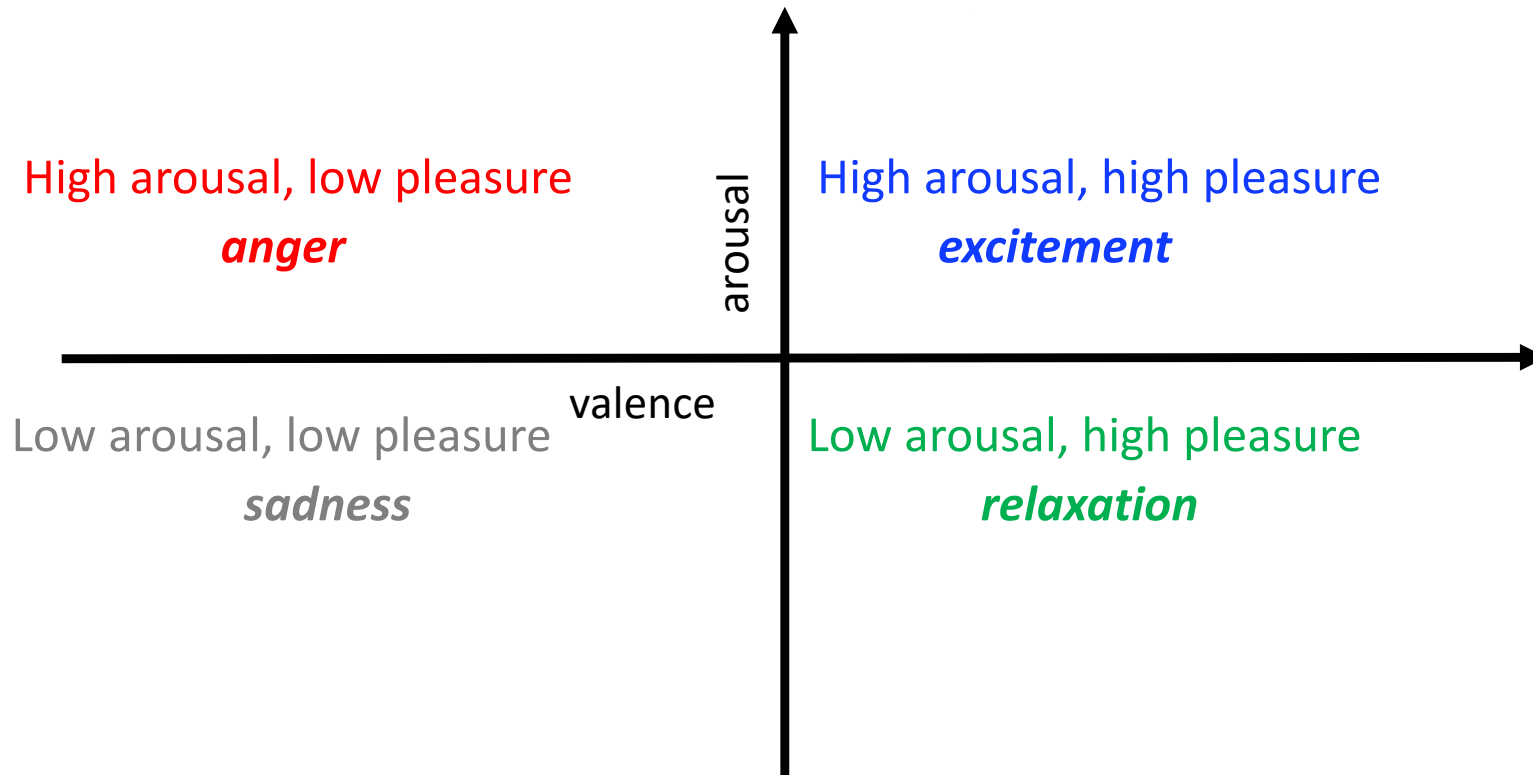 High arousal, low pleasure
anger
arousal
High arousal, high pleasure
excitement
valence
Low arousal, low pleasure
sadness
Low arousal, high pleasure
relaxation